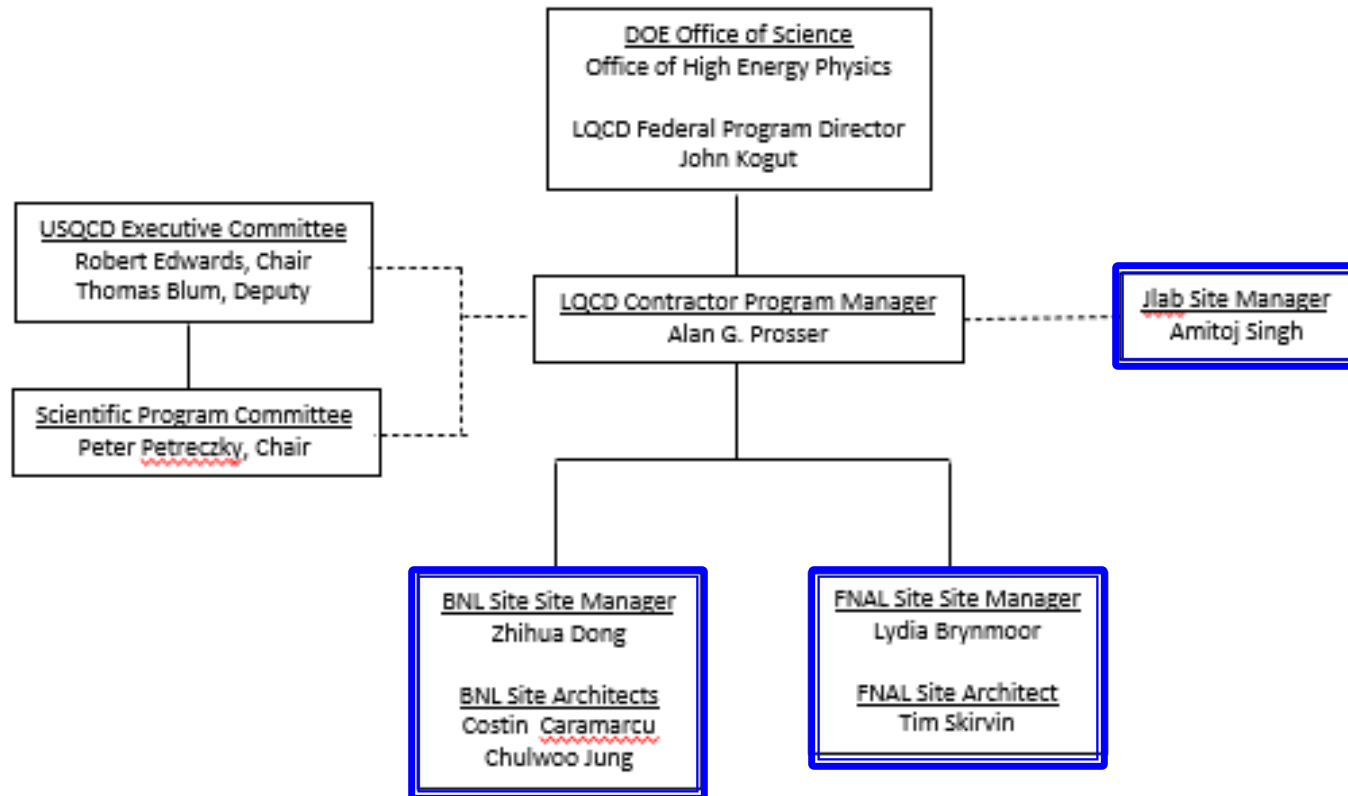 DOE Office of Science
Office of High Energy Physics
LQCD Federal Program Director
John Kogut
USQCD Executive Committee
Robert Edwards, Chair
Thomas Blum, Deputy
LQCD Contractor Program Manager
Alan G. Prosser
Jlab Site Manager
Amitoj Singh
Scientific Program Committee
Peter Petreczky, Chair
BNL Site Site Manager
Zhihua Dong
BNL Site Architects
Costin Caramarcu
Chulwoo Jung
FNAL Site Site Manager
Lydia Brynmoor
FNAL Site Architect
Tim Skirvin